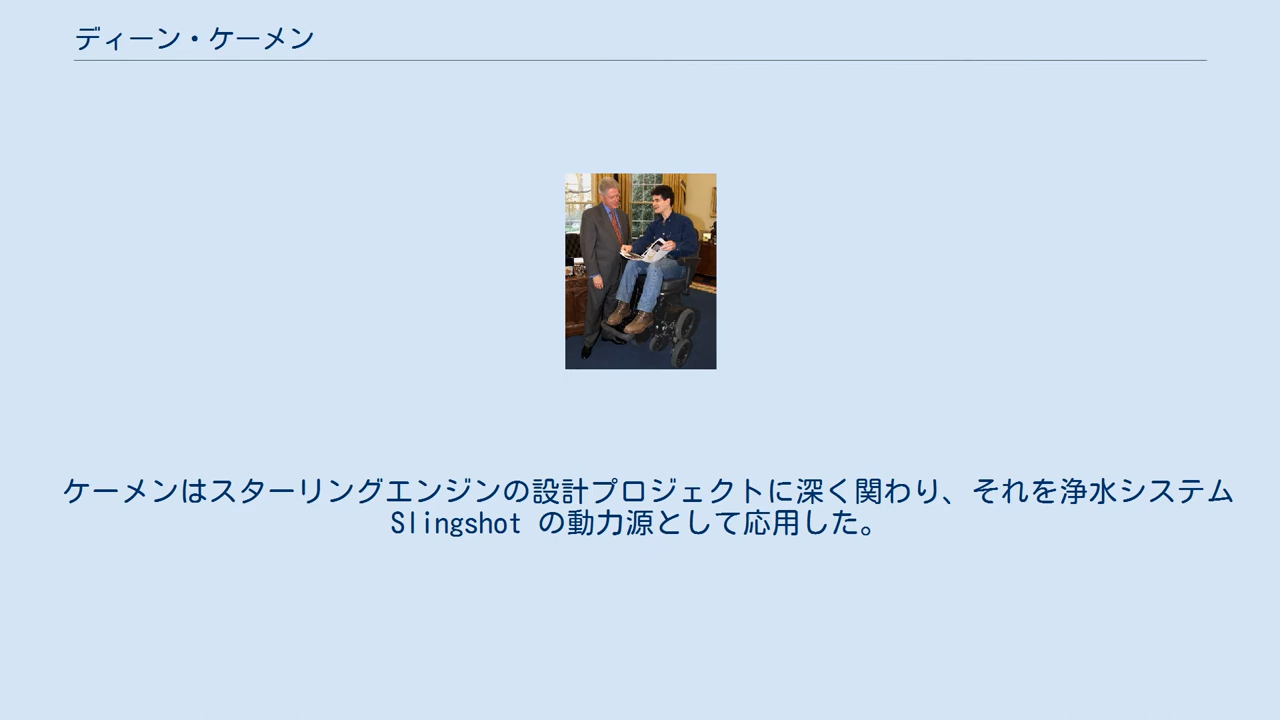 ディーン・ケーメン
ケーメンはスターリングエンジンの設計プロジェクトに深く関わり、それを浄水システム
Slingshot の動力源として応用した。